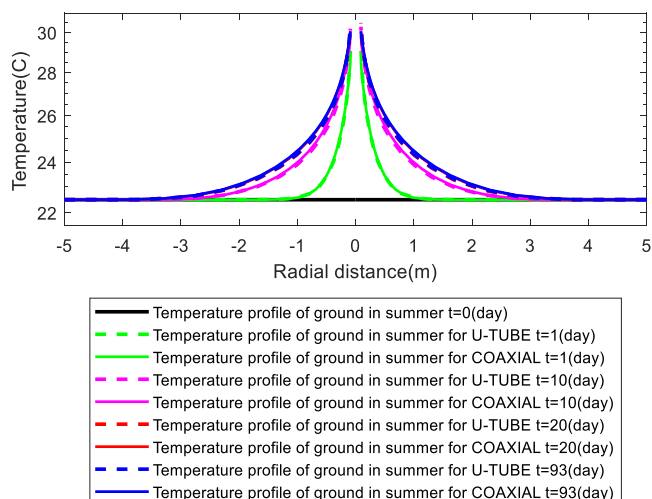 30
28
26
24
22
Temperature(C)
-5 -4 -3 -2 -1 0 1 2 3 4 5
Radial distance(m)
Temperature profile of ground in summer t=0(day)
Temperature profile of ground in summer for U-TUBE t=1(day)
Temperature profile of ground in summer for COAXIAL t=1(day)
Temperature profile of ground in summer for U-TUBE t=10(day)
Temperature profile of ground in summer for COAXIAL t=10(day)
Temperature profile of ground in summer for U-TUBE t=20(day)
Temperature profile of ground in summer for COAXIAL t=20(day)
Temperature profile of ground in summer for U-TUBE t=93(day)
Temperature profile of ground in summer for COAXIAL t=93(day)